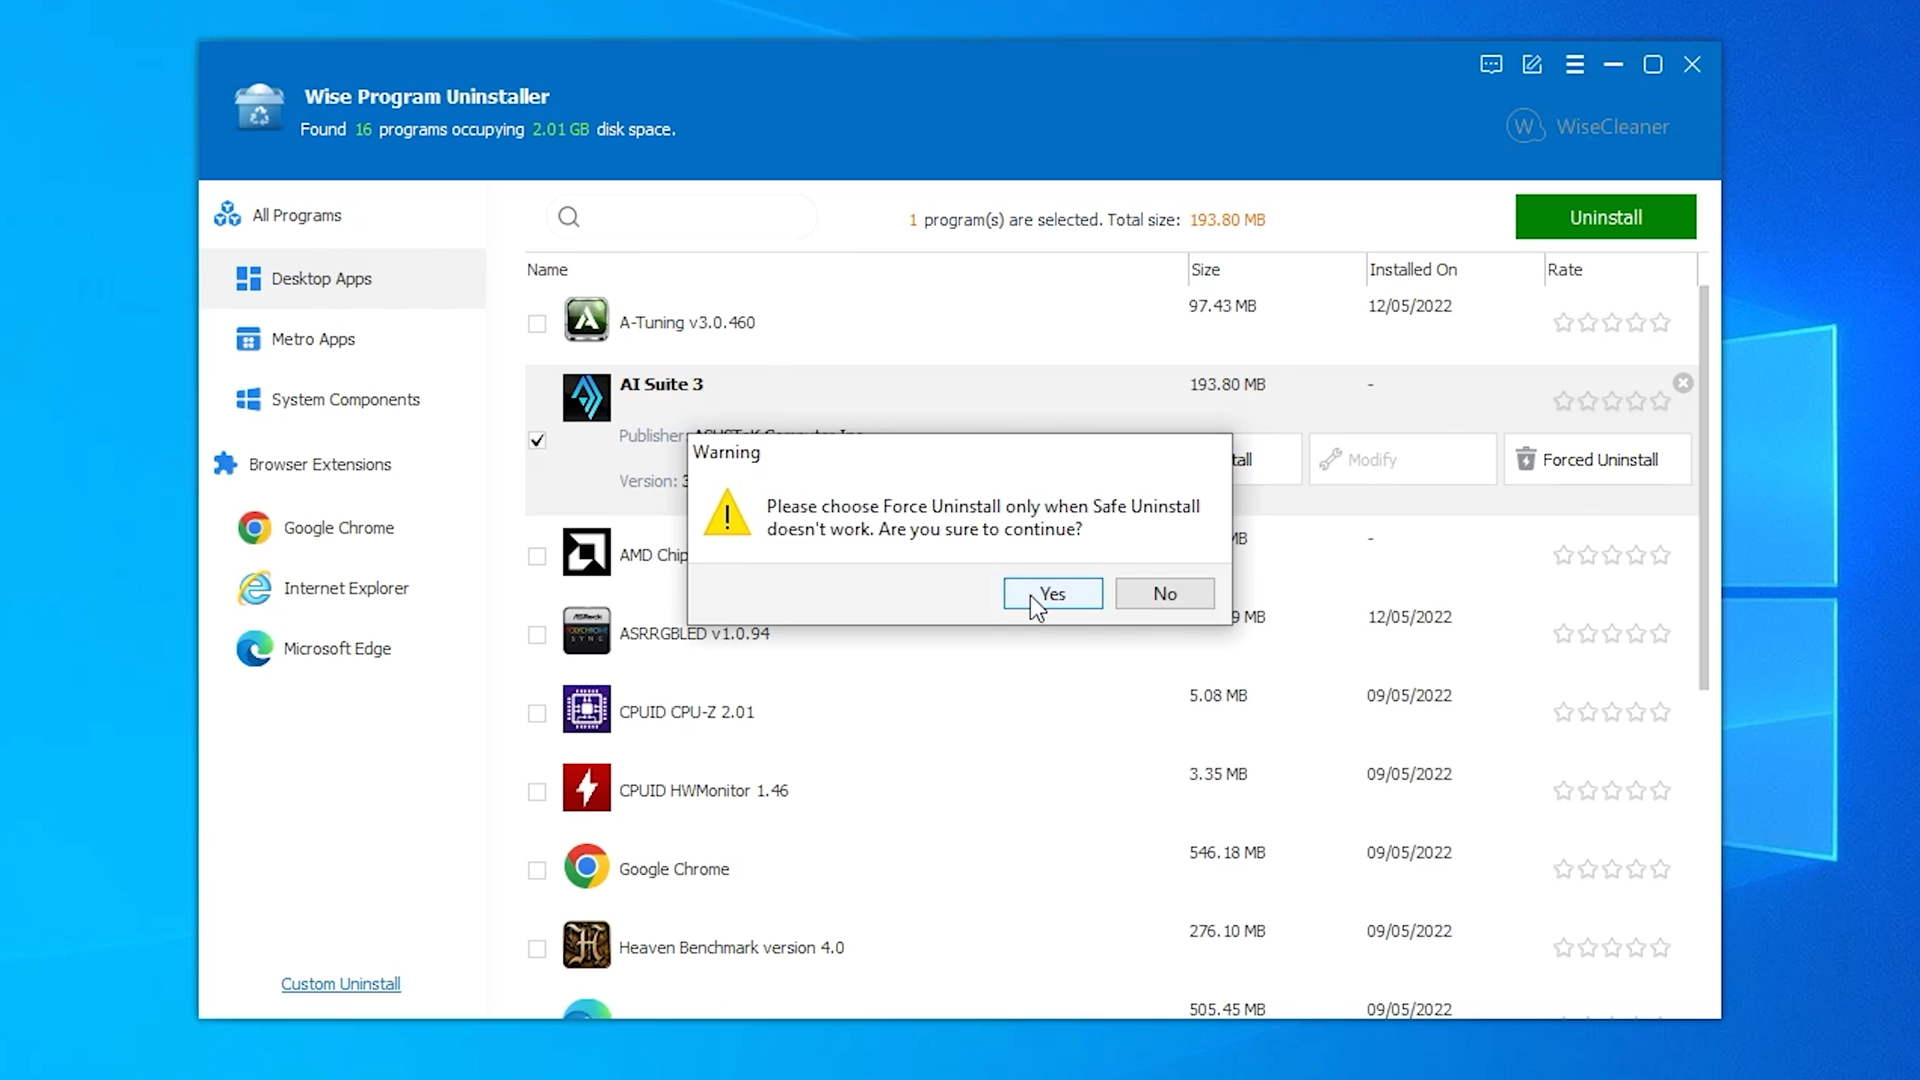 Wise Program Uninstaller
Found 16 programs occupying 2.01 GB disk space.
W WiseCleaner
All Programs
1 program(s) are selected. Total size: 193.80 MB
Uninstall
Desktop Apps
Name
Size
Installed On
Rate
A-Tuning v3.0.460
97.43 MB
12/05/2022
Metro Apps
System Components
AI Suite 3
193.80 MB
-
Publisher:
Version: 3
tall
Modify
Forced Uninstall
Warning
Please choose Force Uninstall only when Safe Uninstall
doesn't work. Are you sure to continue?
Yes
No
Browser Extensions
Google Chrome
Internet Explorer
Microsoft Edge
AMD Chip
MB
-
ASRock
POLYCHROME
SYNC
ASRRGBLED v1.0.94
9 MB
12/05/2022
CPUID CPU-Z 2.01
5.08 MB
09/05/2022
CPUID HWMonitor 1.46
3.35 MB
09/05/2022
Google Chrome
546.18 MB
09/05/2022
Heaven Benchmark version 4.0
276.10 MB
09/05/2022
Custom Uninstall
505.45 MB
09/05/2022